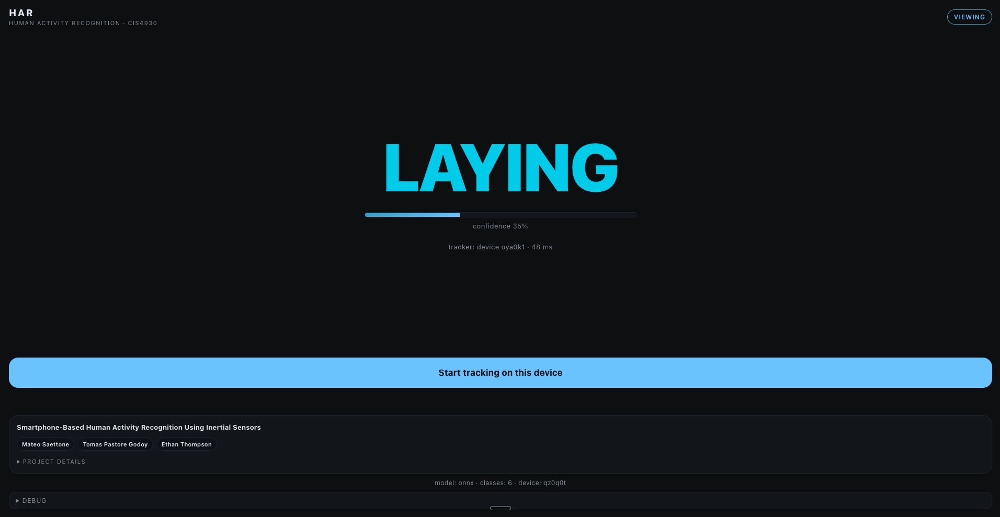 HAR
HUMAN ACTIVITY RECOGNITION · CIS4930
VIEWING
LAYING
confidence 35%
tracker: device oya0k1 · 48 ms
Start tracking on this device
Smartphone-Based Human Activity Recognition Using Inertial Sensors
Mateo Saettone Tomas Pastore Godoy Ethan Thompson
PROJECT DETAILS
model: onnx · classes: 6 · device: qz0q0t
DEBUG